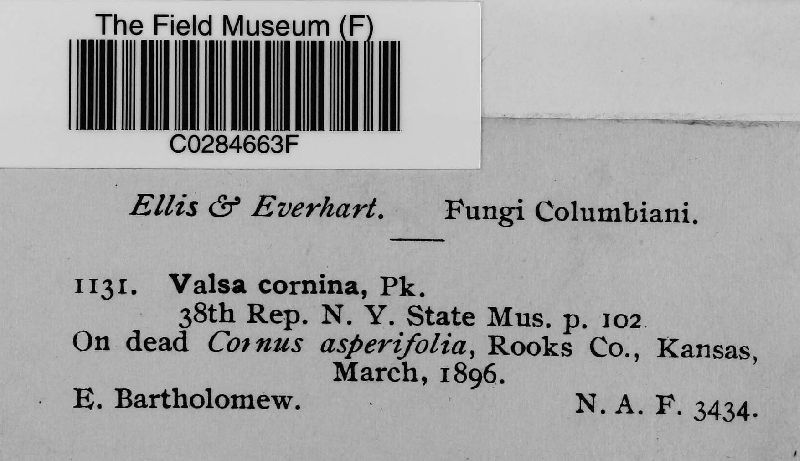 The Field Museum (F)
C0284663F
Ellis & Everhart. Fungi Columbiani.
1131. Valsa cornina, Pk.
38th Rep. N. Y. State Mus. p. 102
On dead Cornus asperifolia, Rooks Co., Kansas,
March, 1896.
E. Bartholomew. N. A. F. 3434.